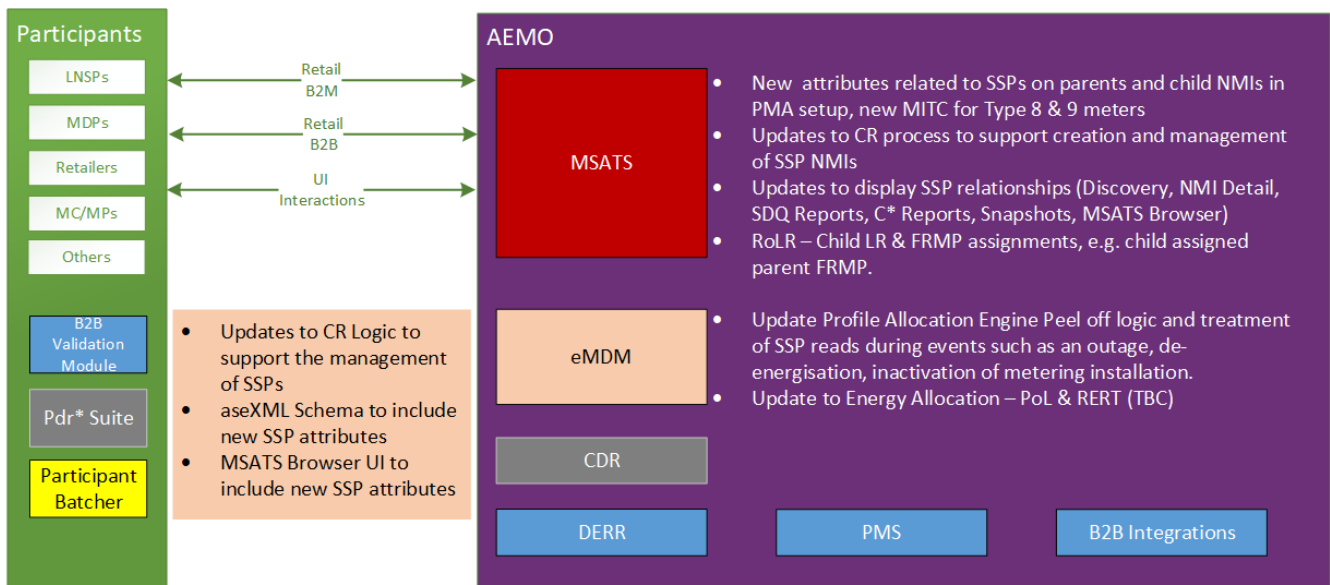 Participants
LNSPs
MDPs
Retailers
MC/MPs
Others
B2B
Validation
Module
Pdr* Suite
Participant
Batcher
Retail
B2M
Retail
B2B
UI
Interactions
• Updates to CR Logic to
support the management
of SSPs
• aseXML Schema to include
new SSP attributes
• MSATS Browser UI to
include new SSP attributes
AEMO
MSATS
• New attributes related to SSPs on parents and child NMIs in
PMA setup, new MITC for Type 8 & 9 meters
• Updates to CR process to support creation and management
of SSP NMIs
• Updates to display SSP relationships (Discovery, NMI Detail,
SDQ Reports, C* Reports, Snapshots, MSATS Browser)
• RoLR – Child LR & FRMP assignments, e.g. child assigned
parent FRMP.
eMDM
• Update Profile Allocation Engine Peel off logic and treatment
of SSP reads during events such as an outage, de-
energisation, inactivation of metering installation.
• Update to Energy Allocation – PoL & RERT (TBC)
CDR
DERR
PMS
B2B Integrations